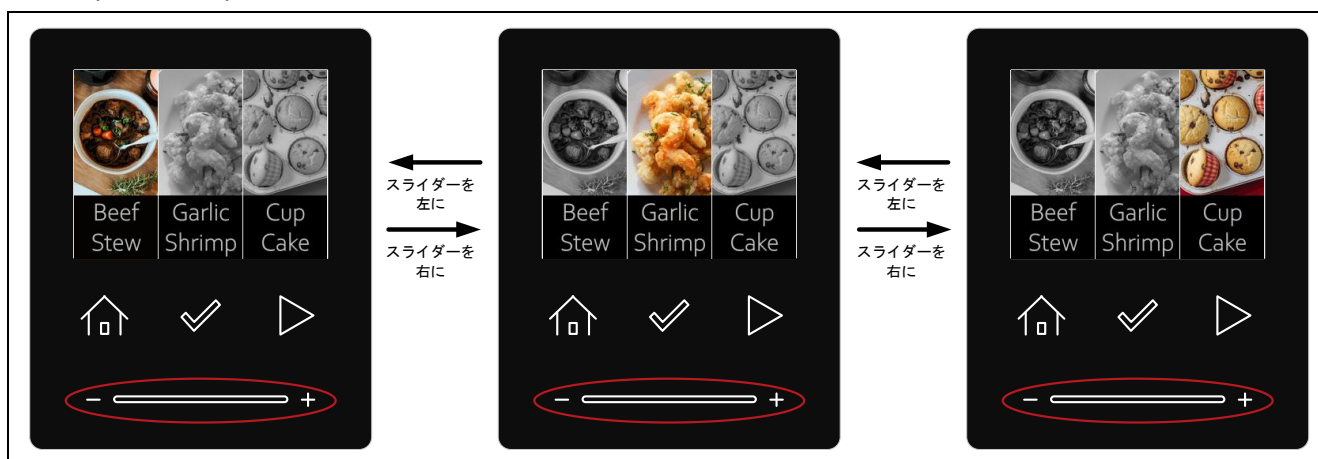 Beef Stew
Garlic Shrimp
Cup Cake
スライダーを
左に
スライダーを
右に
Beef Stew
Garlic Shrimp
Cup Cake
スライダーを
左に
スライダーを
右に
Beef Stew
Garlic Shrimp
Cup Cake
− +
− +
− +